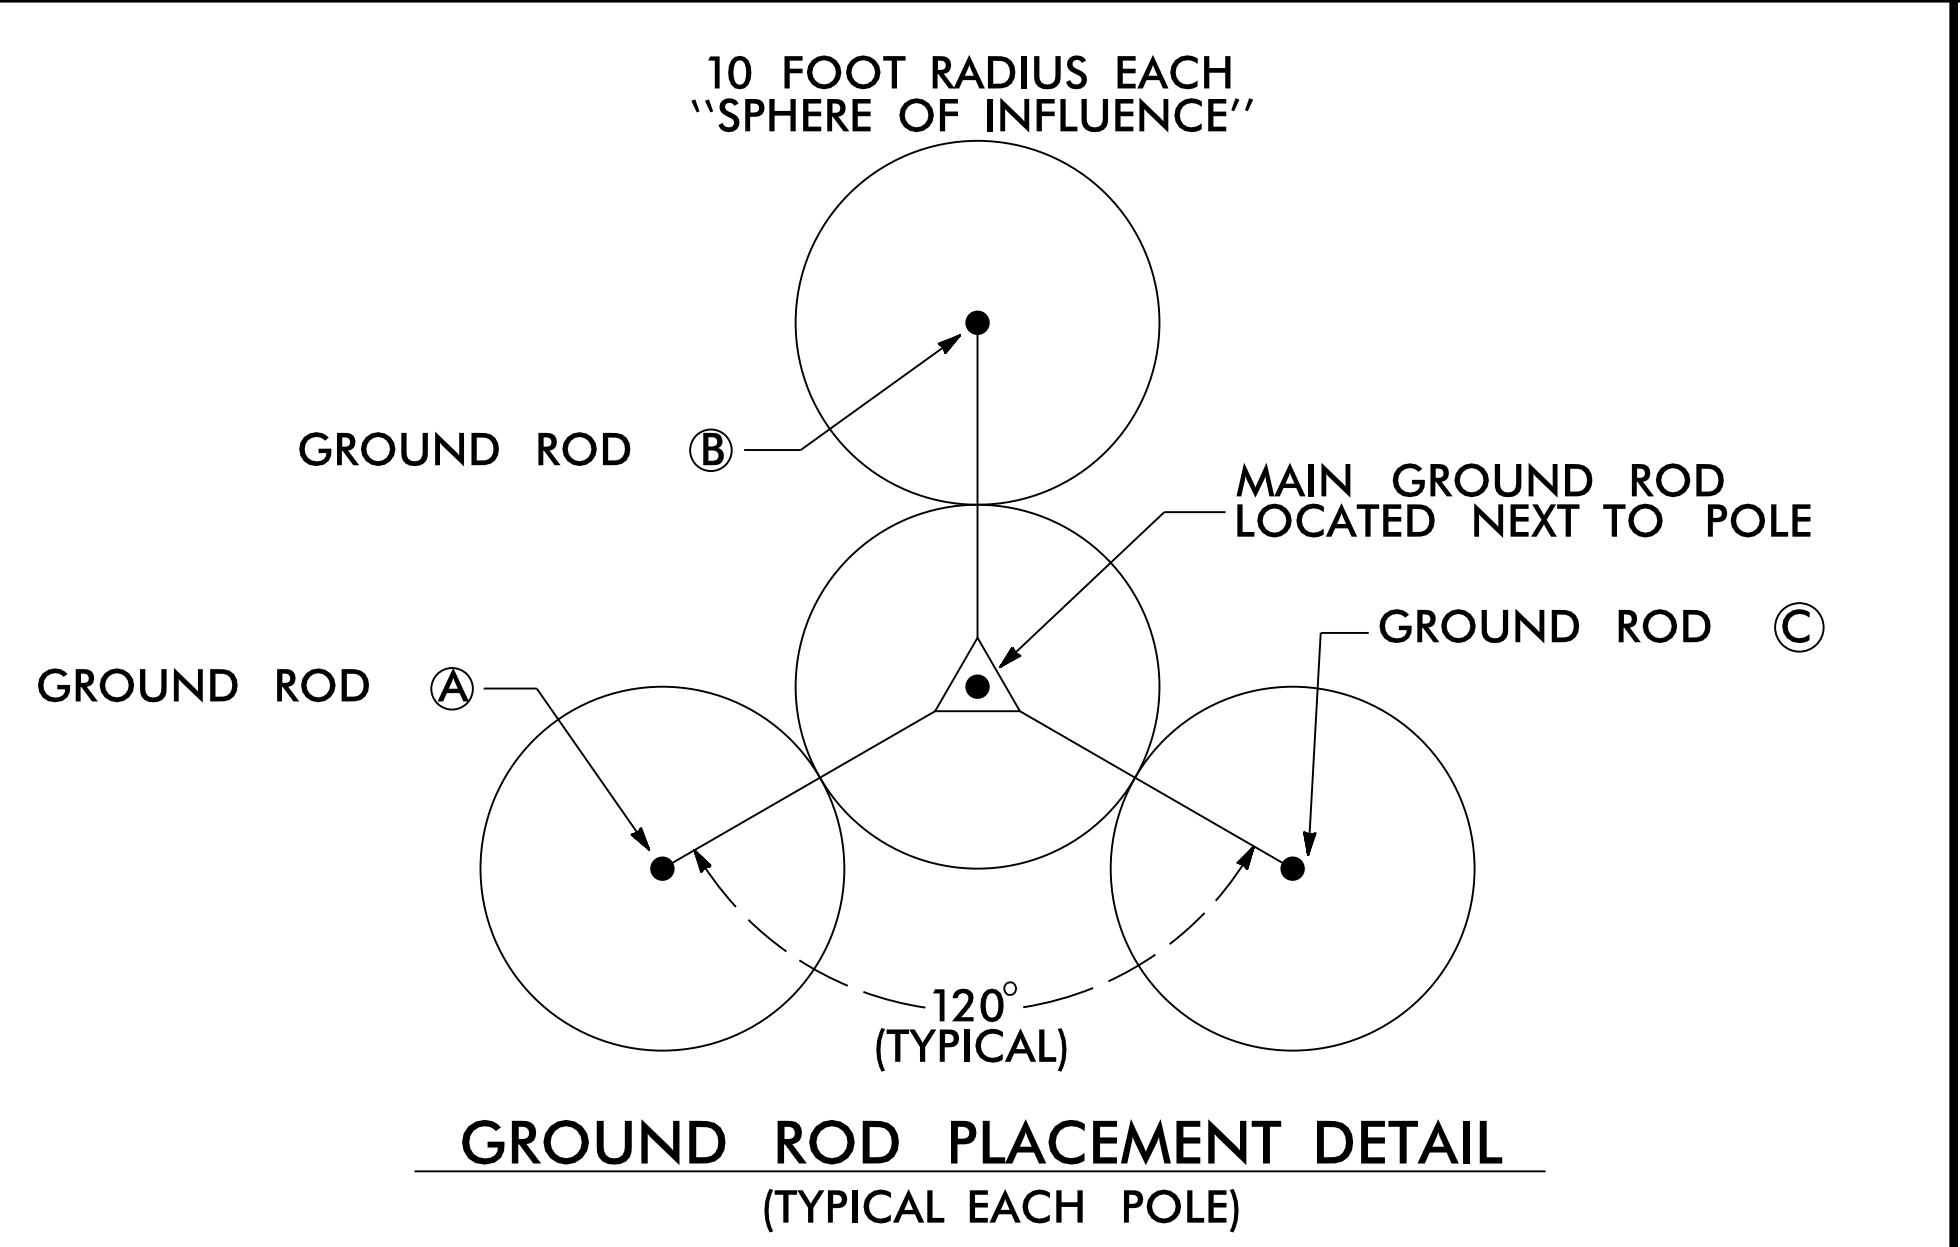 10 FOOT RADIUS EACH
"SPHERE OF INFLUENCE"
GROUND ROD B
MAIN GROUND ROD
LOCATED NEXT TO POLE
GROUND ROD C
GROUND ROD A
120°
(TYPICAL)
GROUND ROD PLACEMENT DETAIL
(TYPICAL EACH POLE)